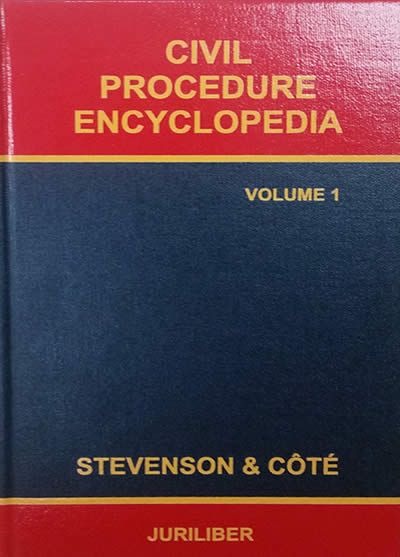 CIVIL
PROCEDURE
ENCYCLOPEDIA
VOLUME 1
STEVENSON & CÔTÉ
JURILIBER